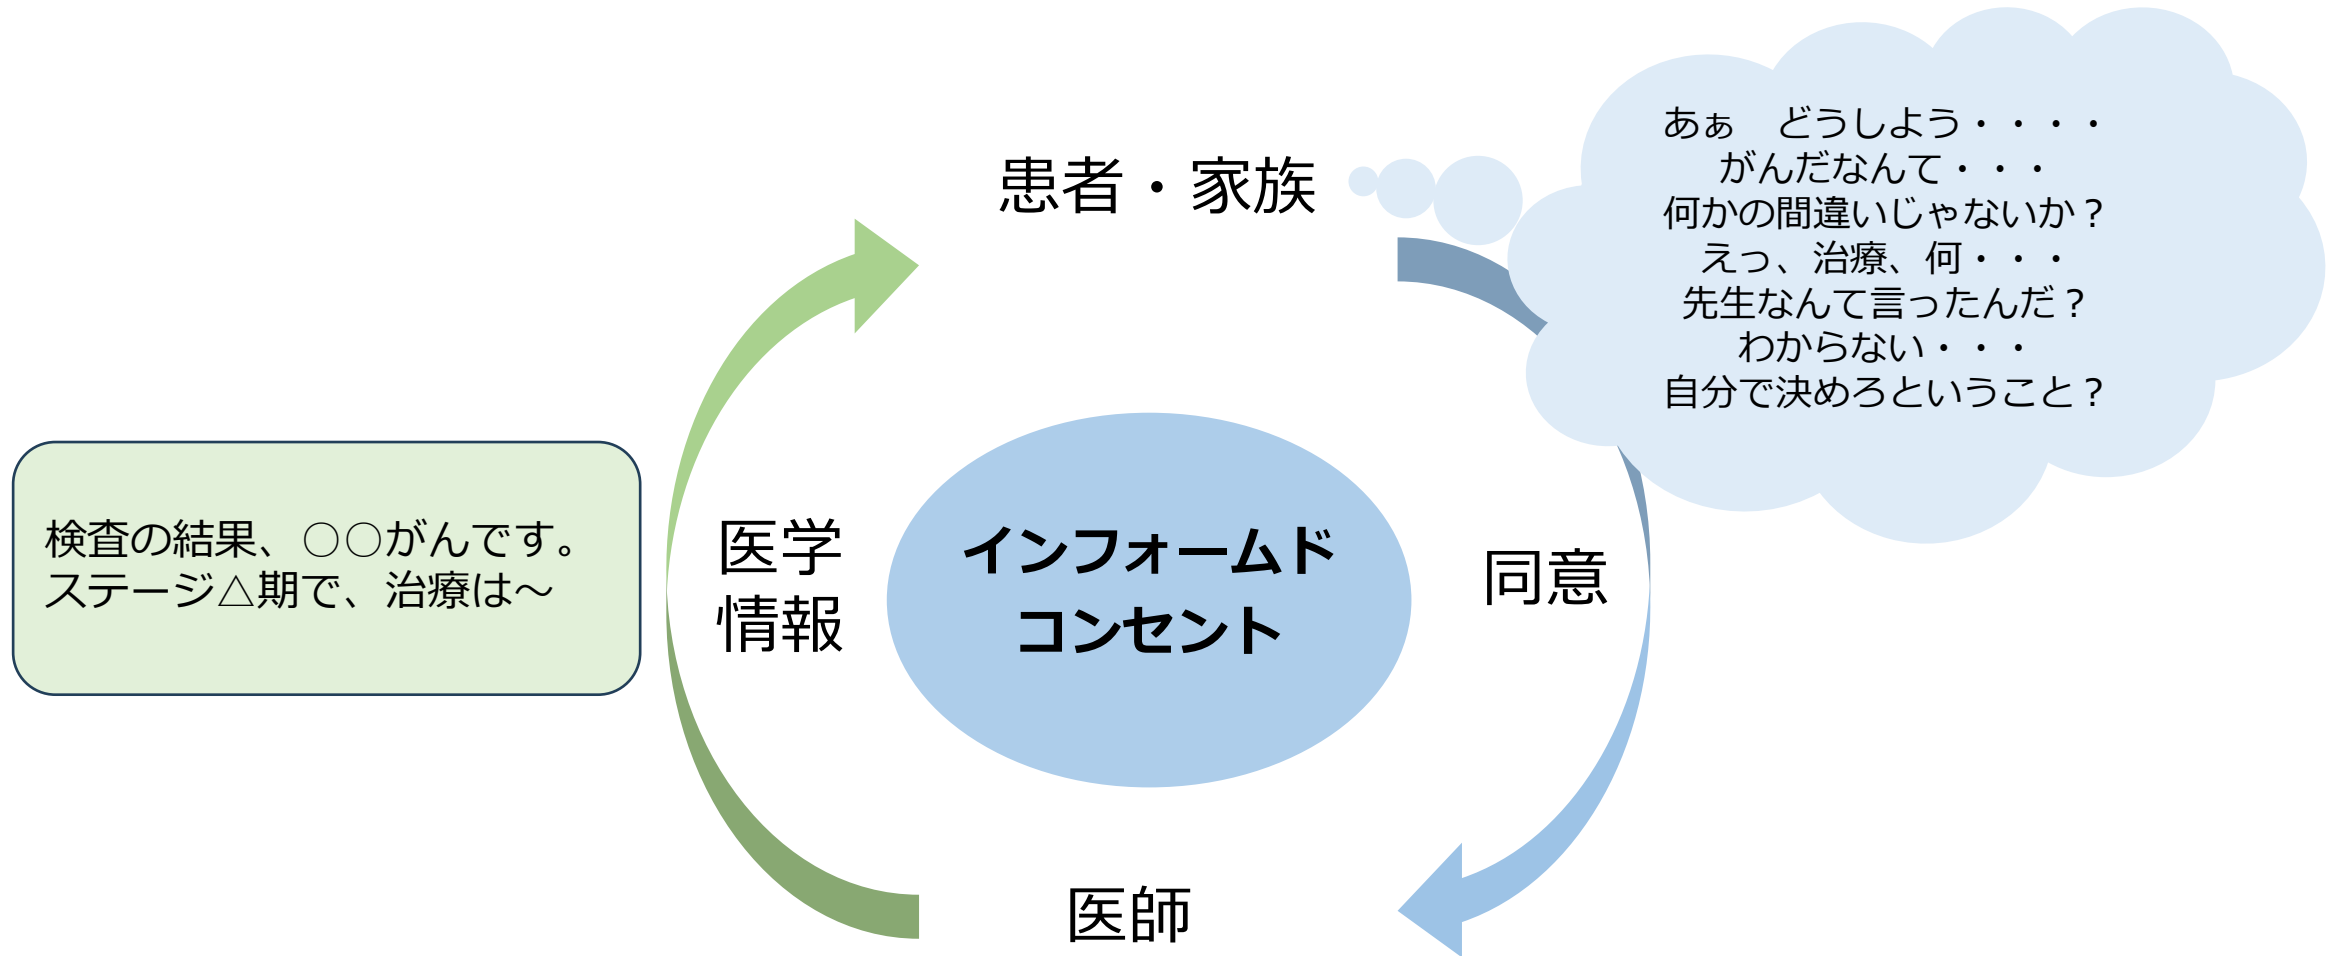 患者・家族
あぁ　どうしよう・・・・
がんだなんて・・・
何かの間違いじゃないか？
えっ、治療、何・・・
先生なんて言ったんだ？
わからない・・・
自分で決めろということ？
検査の結果、○○がんです。
ステージ△期で、治療は～
医学
情報
インフォームド
コンセント
同意
医師